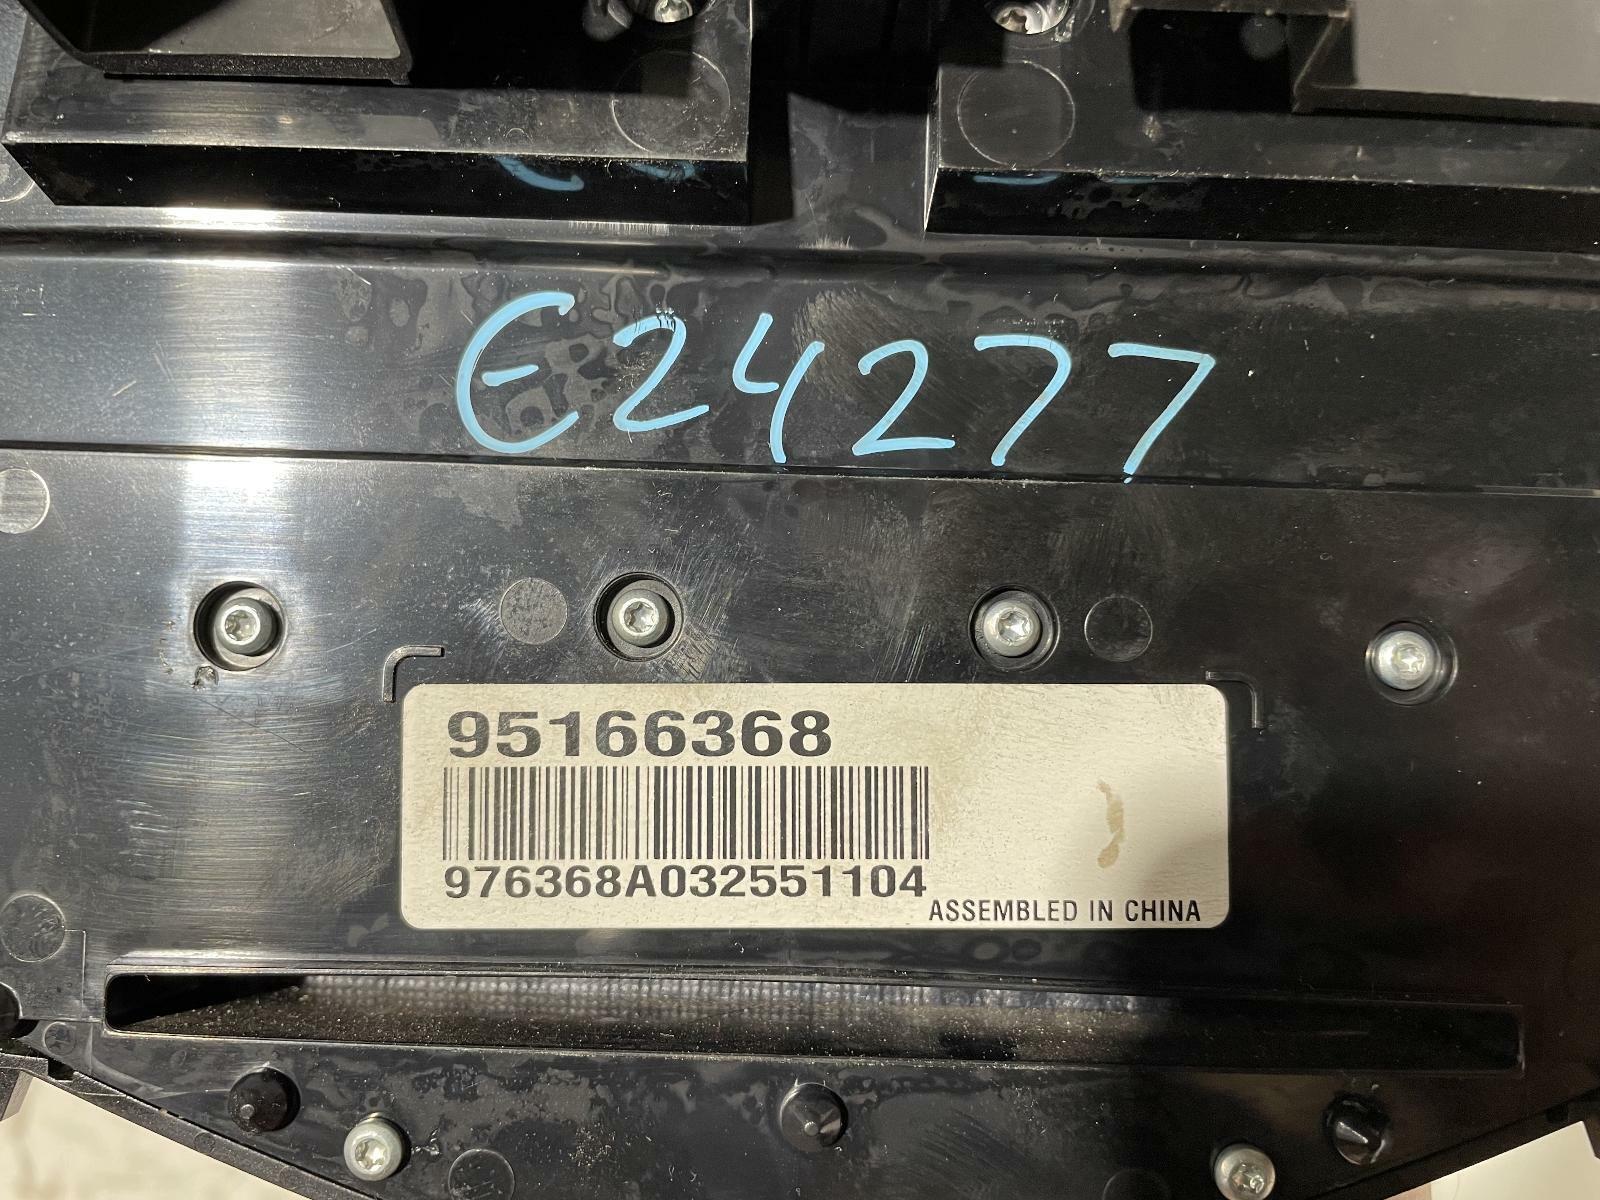 E24277
95166368
976368A032551104
ASSEMBLED IN CHINA